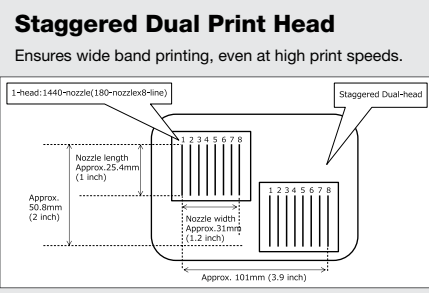 Staggered Dual Print Head
Ensures wide band printing, even at high print speeds.
1-head:1440-nozzle(180-nozzlex8-line)
Staggered Dual-head
1 2 3 4 5 6 7 8
Nozzle length
Approx.25.4mm
(1 inch)
Approx.
50.8mm
(2 inch)
1 2 3 4 5 6 7 8
Nozzle width
Approx.31mm
(1.2 inch)
Approx. 101mm (3.9 inch)